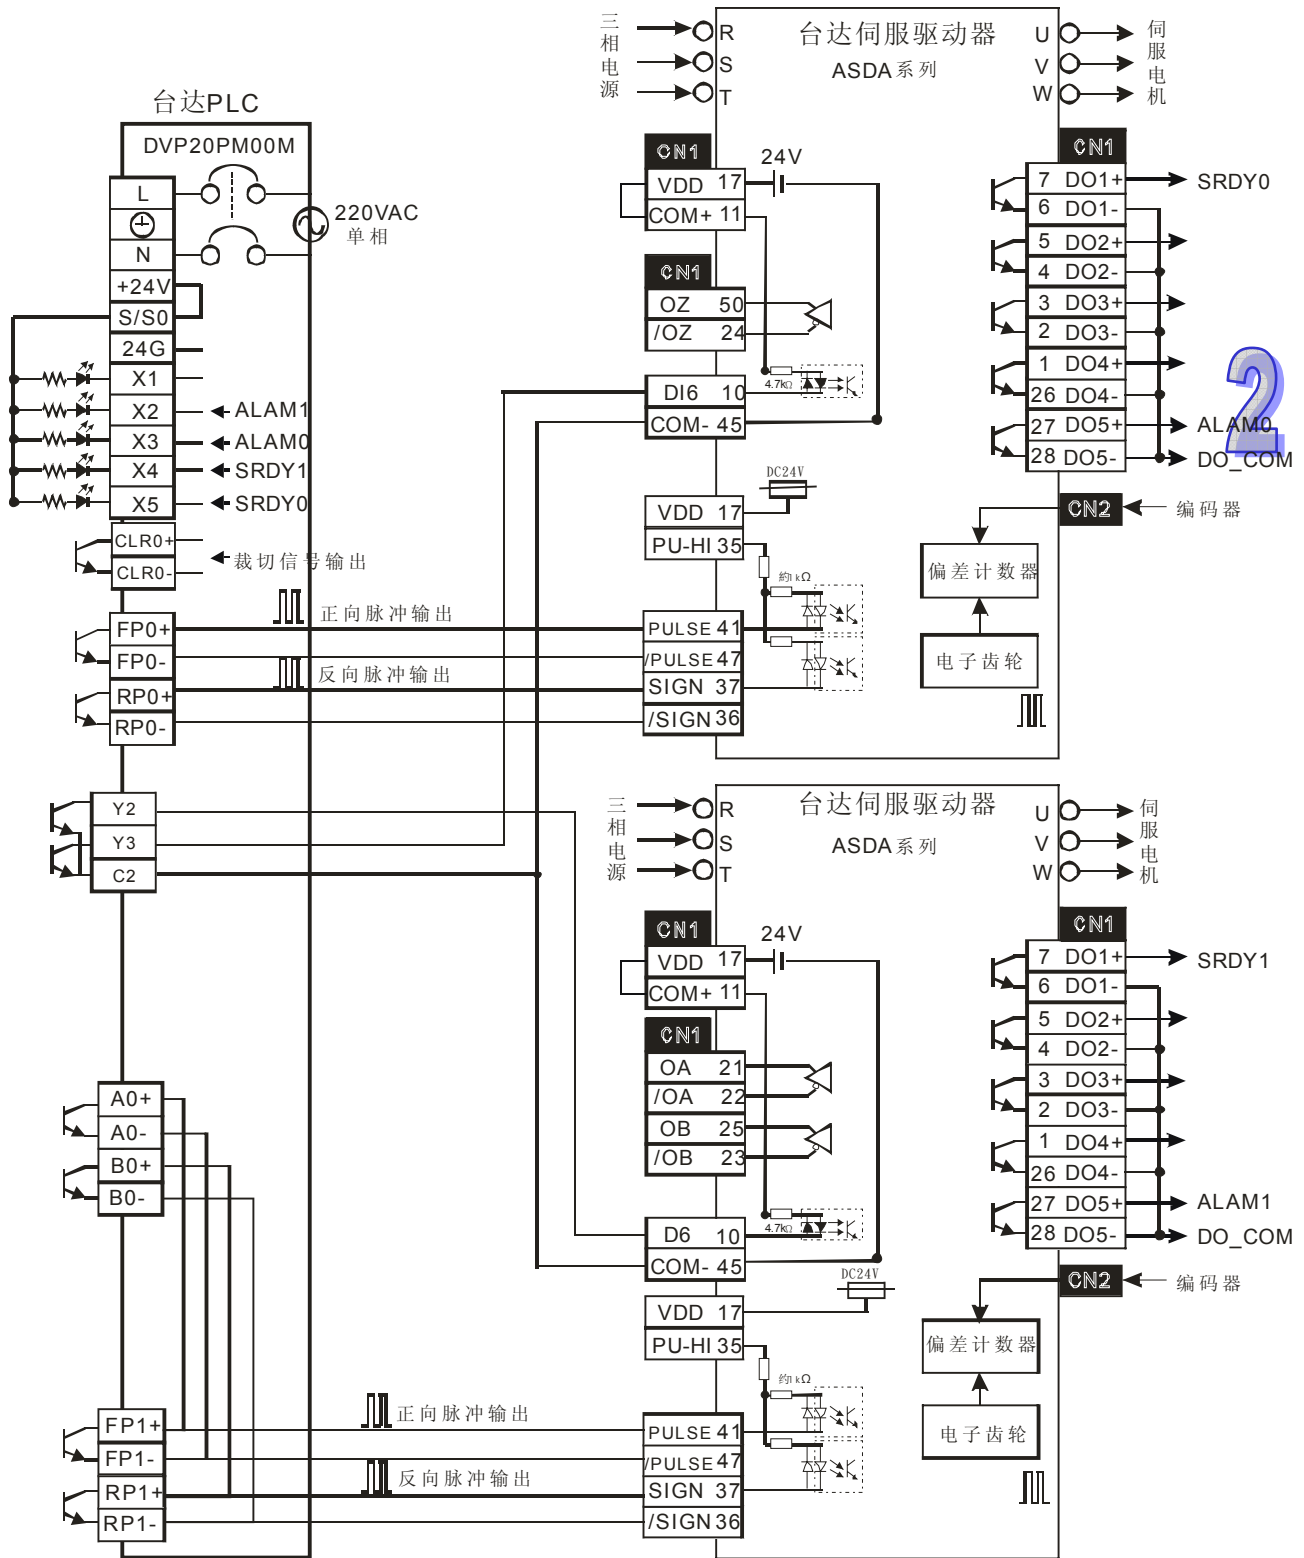 台达PLC
DVP20PM00M
L
N
+24V
S/S0
24G
X1
X2
X3
X4
X5
CLR0+
CLR0-
220VAC
单相
ALAM1
ALAM0
SRDY1
SRDY0
裁切信号输出
FP0+
FP0-
RP0+
RP0-
正向脉冲输出
反向脉冲输出
Y2
Y3
C2
A0+
A0-
B0+
B0-
FP1+
FP1-
RP1+
RP1-
正向脉冲输出
反向脉冲输出
三相电源
R
S
T
台达伺服驱动器
ASDA系列
U
V
W
伺服电机
CN1
VDD 17
COM+ 11
24V
CN1
OZ 50
/OZ 24
4.7kΩ
DI6 10
COM- 45
DC24V
VDD 17
PU-HI 35
约1kΩ
PULSE 41
/PULSE 47
SIGN 37
/SIGN 36
CN1
7 DO1+
6 DO1-
5 DO2+
4 DO2-
3 DO3+
2 DO3-
1 DO4+
26 DO4-
27 DO5+
28 DO5-
SRDY0
ALAM0
DO_COM
2
CN2
编码器
偏差计数器
电子齿轮
三相电源
R
S
T
台达伺服驱动器
ASDA系列
U
V
W
伺服电机
CN1
VDD 17
COM+ 11
24V
CN1
OA 21
/OA 22
OB 25
/OB 23
4.7kΩ
D6 10
COM- 45
DC24V
VDD 17
PU-HI 35
约1kΩ
PULSE 41
/PULSE 47
SIGN 37
/SIGN 36
CN1
7 DO1+
6 DO1-
5 DO2+
4 DO2-
3 DO3+
2 DO3-
1 DO4+
26 DO4-
27 DO5+
28 DO5-
SRDY1
ALAM1
DO_COM
CN2
编码器
偏差计数器
电子齿轮